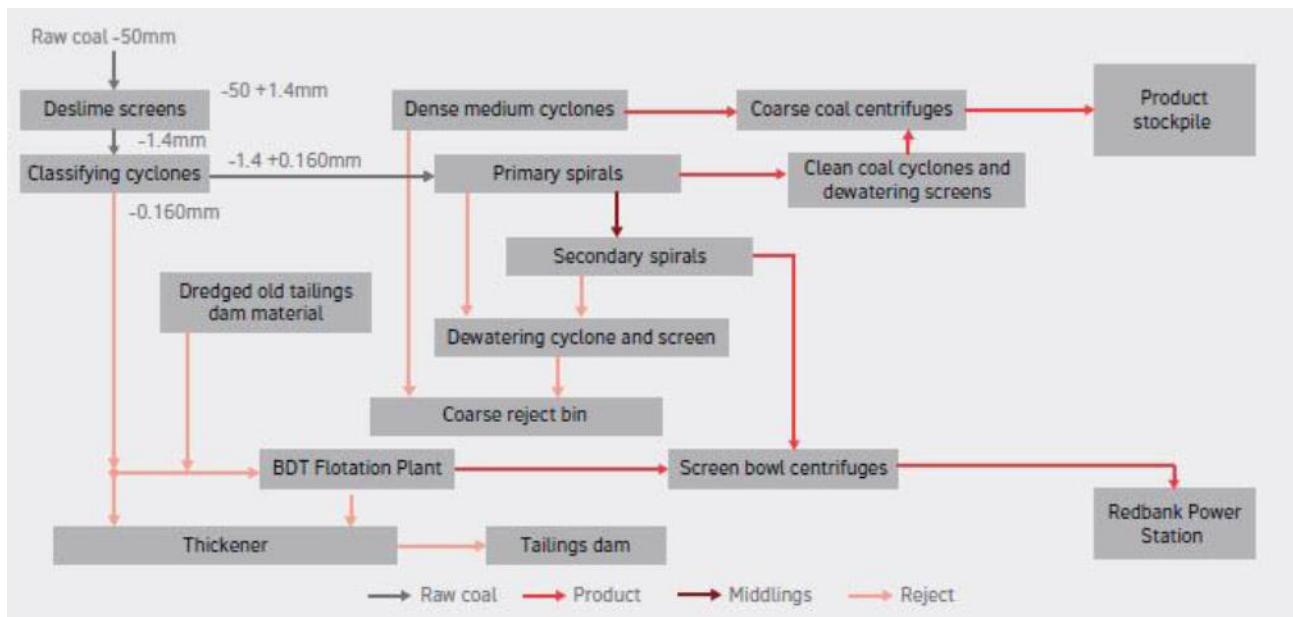 Raw coal -50mm
Deslime screens
-50 +1.4mm
Dense medium cyclones
Coarse coal centrifuges
Product
stockpile
-1.4mm
Classifying cyclones
-1.4 +0.160mm
Primary spirals
Clean coal cyclones and
dewatering screens
-0.160mm
Secondary spirals
Dredged old tailings
dam material
Dewatering cyclone and screen
Coarse reject bin
BDT Flotation Plant
Screen bowl centrifuges
Redbank Power
Station
Thickener
Tailings dam
Raw coal
Product
Middlings
Reject